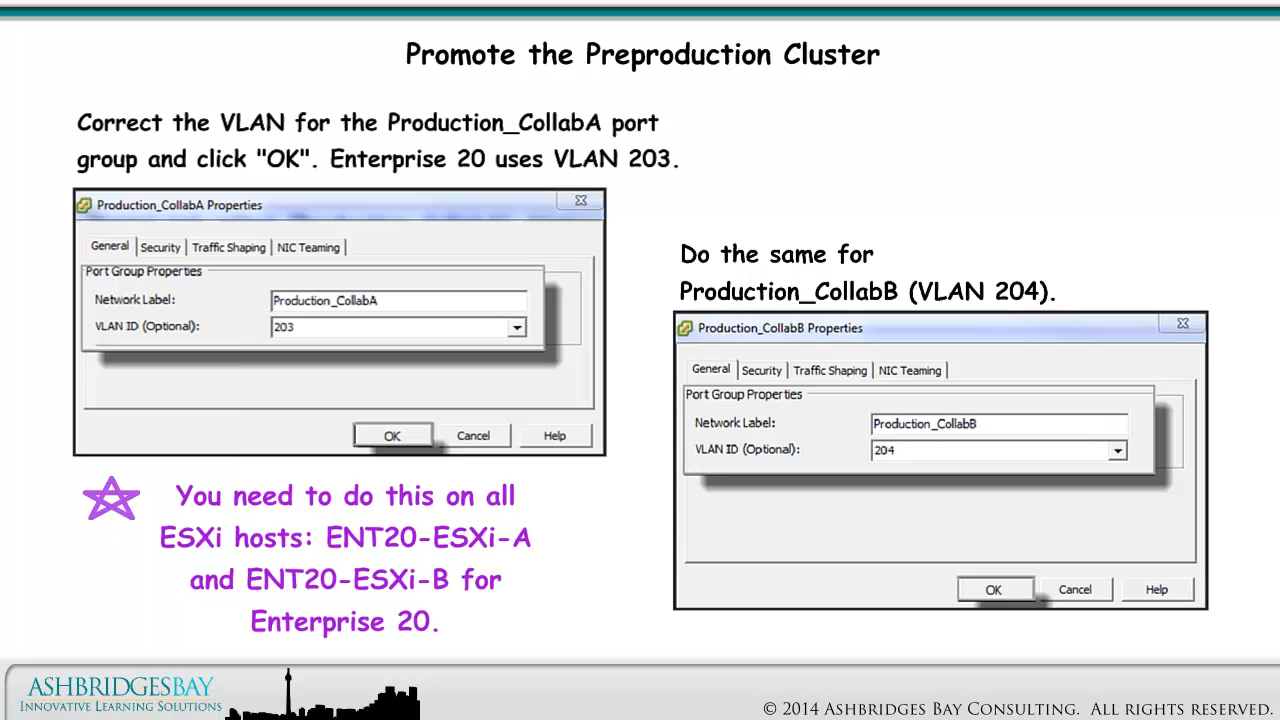 Promote the Preproduction Cluster
Correct the VLAN for the Production_CollabA port
group and click "OK". Enterprise 20 uses VLAN 203.
Production_CollabA Properties
General Security Traffic Shaping NIC Teaming
Port Group Properties
Network Label: Production_CollabA
VLAN ID (Optional): 203
OK Cancel Help
Do the same for
Production_CollabB (VLAN 204).
Production_CollabB Properties
General Security Traffic Shaping NIC Teaming
Port Group Properties
Network Label: Production_CollabB
VLAN ID (Optional): 204
OK Cancel Help
You need to do this on all
ESXi hosts: ENT20-ESXi-A
and ENT20-ESXi-B for
Enterprise 20.
ASHBRIDGESBAY
INNOVATIVE LEARNING SOLUTIONS
© 2014 ASHBRIDGES BAY CONSULTING. ALL RIGHTS RESERVED.